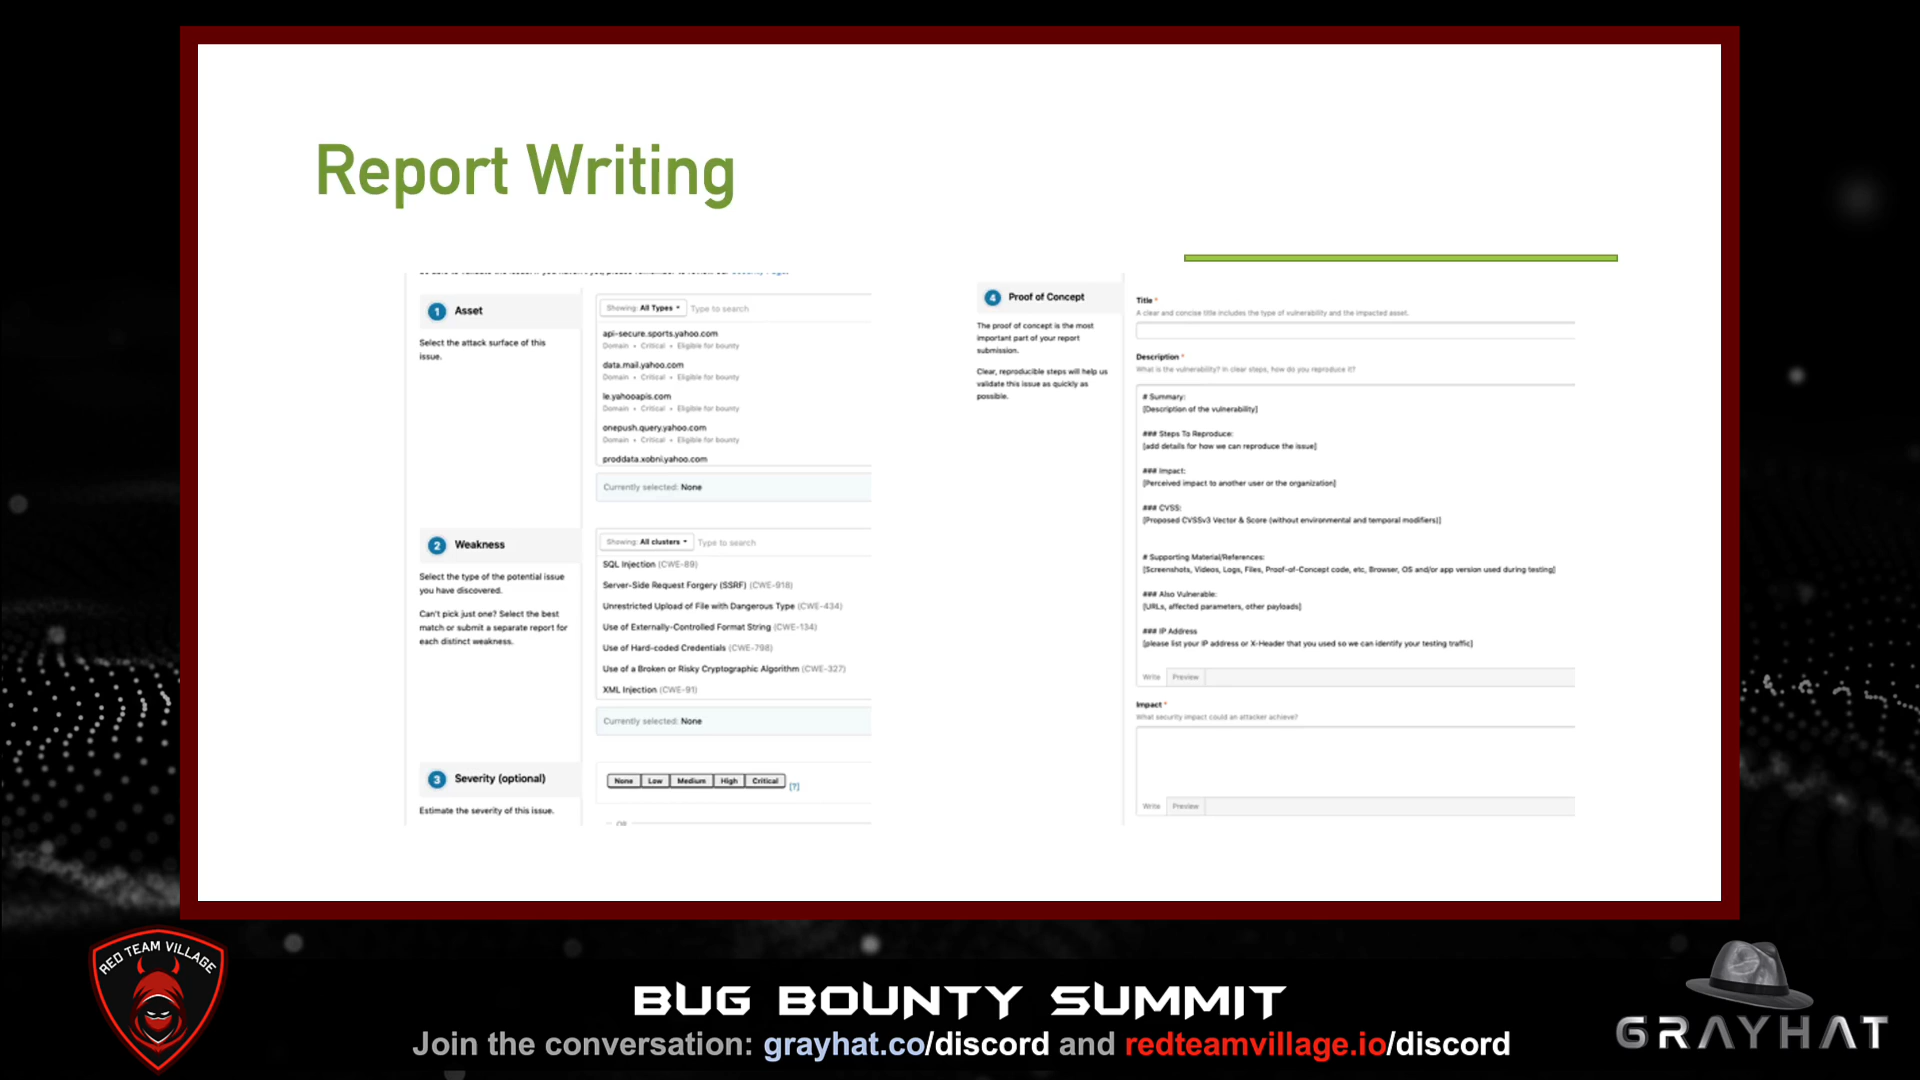 Report Writing
1 Asset
Select the attack surface of this
issue.
Showing: All Types Type to search
api-secure.sports.yahoo.com
Domain • Critical • Eligible for bounty
data.mail.yahoo.com
Domain • Critical • Eligible for bounty
le.yahooapis.com
Domain • Critical • Eligible for bounty
onepush.query.yahoo.com
Domain • Critical • Eligible for bounty
proddata.xobni.yahoo.com
Currently selected: None
2 Weakness
Select the type of the potential issue
you have discovered.
Can't pick just one? Select the best
match or submit a separate report for
each distinct weakness.
Showing: All clusters Type to search
SQL Injection (CWE-89)
Server-Side Request Forgery (SSRF) (CWE-918)
Unrestricted Upload of File with Dangerous Type (CWE-434)
Use of Externally-Controlled Format String (CWE-134)
Use of Hard-coded Credentials (CWE-798)
Use of a Broken or Risky Cryptographic Algorithm (CWE-327)
XML Injection (CWE-91)
Currently selected: None
3 Severity (optional)
Estimate the severity of this issue.
None Low Medium High Critical [?]
OR
4 Proof of Concept
The proof of concept is the most
important part of your report
submission.
Clear, reproducible steps will help us
validate this issue as quickly as
possible.
Title *
A clear and concise title includes the type of vulnerability and the impacted asset.
Description *
What is the vulnerability? In clear steps, how do you reproduce it?
# Summary:
[Description of the vulnerability]
### Steps To Reproduce:
[add details for how we can reproduce the issue]
### Impact:
[Perceived impact to another user or the organization]
### CVSS:
[Proposed CVSSv3 Vector & Score (without environmental and temporal modifiers)]
# Supporting Material/References:
[Screenshots, Videos, Logs, Files, Proof-of-Concept code, etc, Browser, OS and/or app version used during testing]
### Also Vulnerable:
[URLs, affected parameters, other payloads]
### IP Address
[please list your IP address or X-Header that you used so we can identify your testing traffic]
Write Preview
Impact *
What security impact could an attacker achieve?
Write Preview
RED TEAM VILLAGE
BUG BOUNTY SUMMIT
Join the conversation: grayhat.co/discord and redteamvillage.io/discord
GRAYHAT